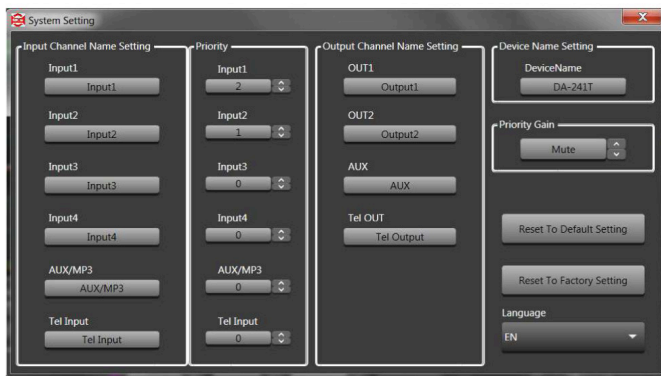 System Setting
Input Channel Name Setting
Input1
Input1
Input2
Input2
Input3
Input3
Input4
Input4
AUX/MP3
AUX/MP3
Tel Input
Tel Input
Priority
Input1
2
Input2
1
Input3
0
Input4
0
AUX/MP3
0
Tel Input
0
Output Channel Name Setting
OUT1
Output1
OUT2
Output2
AUX
AUX
Tel OUT
Tel Output
Device Name Setting
DeviceName
DA-241T
Priority Gain
Mute
Reset To Default Setting
Reset To Factory Setting
Language
EN